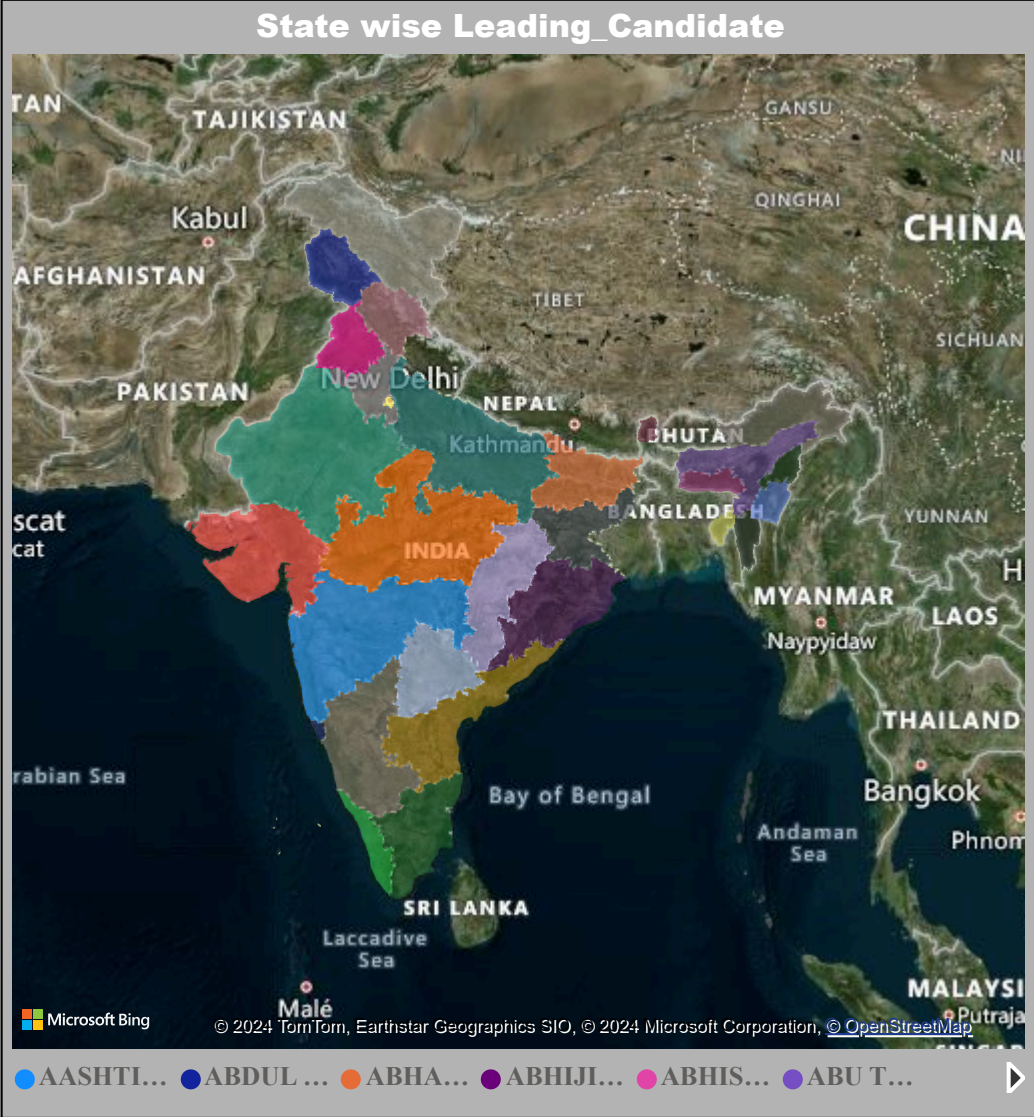 State wise Leading_Candidate
TAN
TAJIKISTAN
GANSU
NI
QINGHAI
Kabul
CHINA
AFGHANISTAN
TIBET
SICHUAN
PAKISTAN
New Delhi
NEPAL
Kathmandu
BHUTAN
scat
cat
BANGLADESH
YUNNAN
INDIA
H
MYANMAR
LAOS
Naypyidaw
THAILAND
rabian Sea
Bay of Bengal
Bangkok
Andaman
Sea
Phnom
SRI LANKA
Laccadive
Sea
Malé
MALAYSI
Putraja
Microsoft Bing
© 2024 TomTom, Earthstar Geographics SIO, © 2024 Microsoft Corporation, © OpenStreetMap
SINGAP
AASHTI... ABDUL ... ABHA... ABHIJI... ABHIS... ABU T...